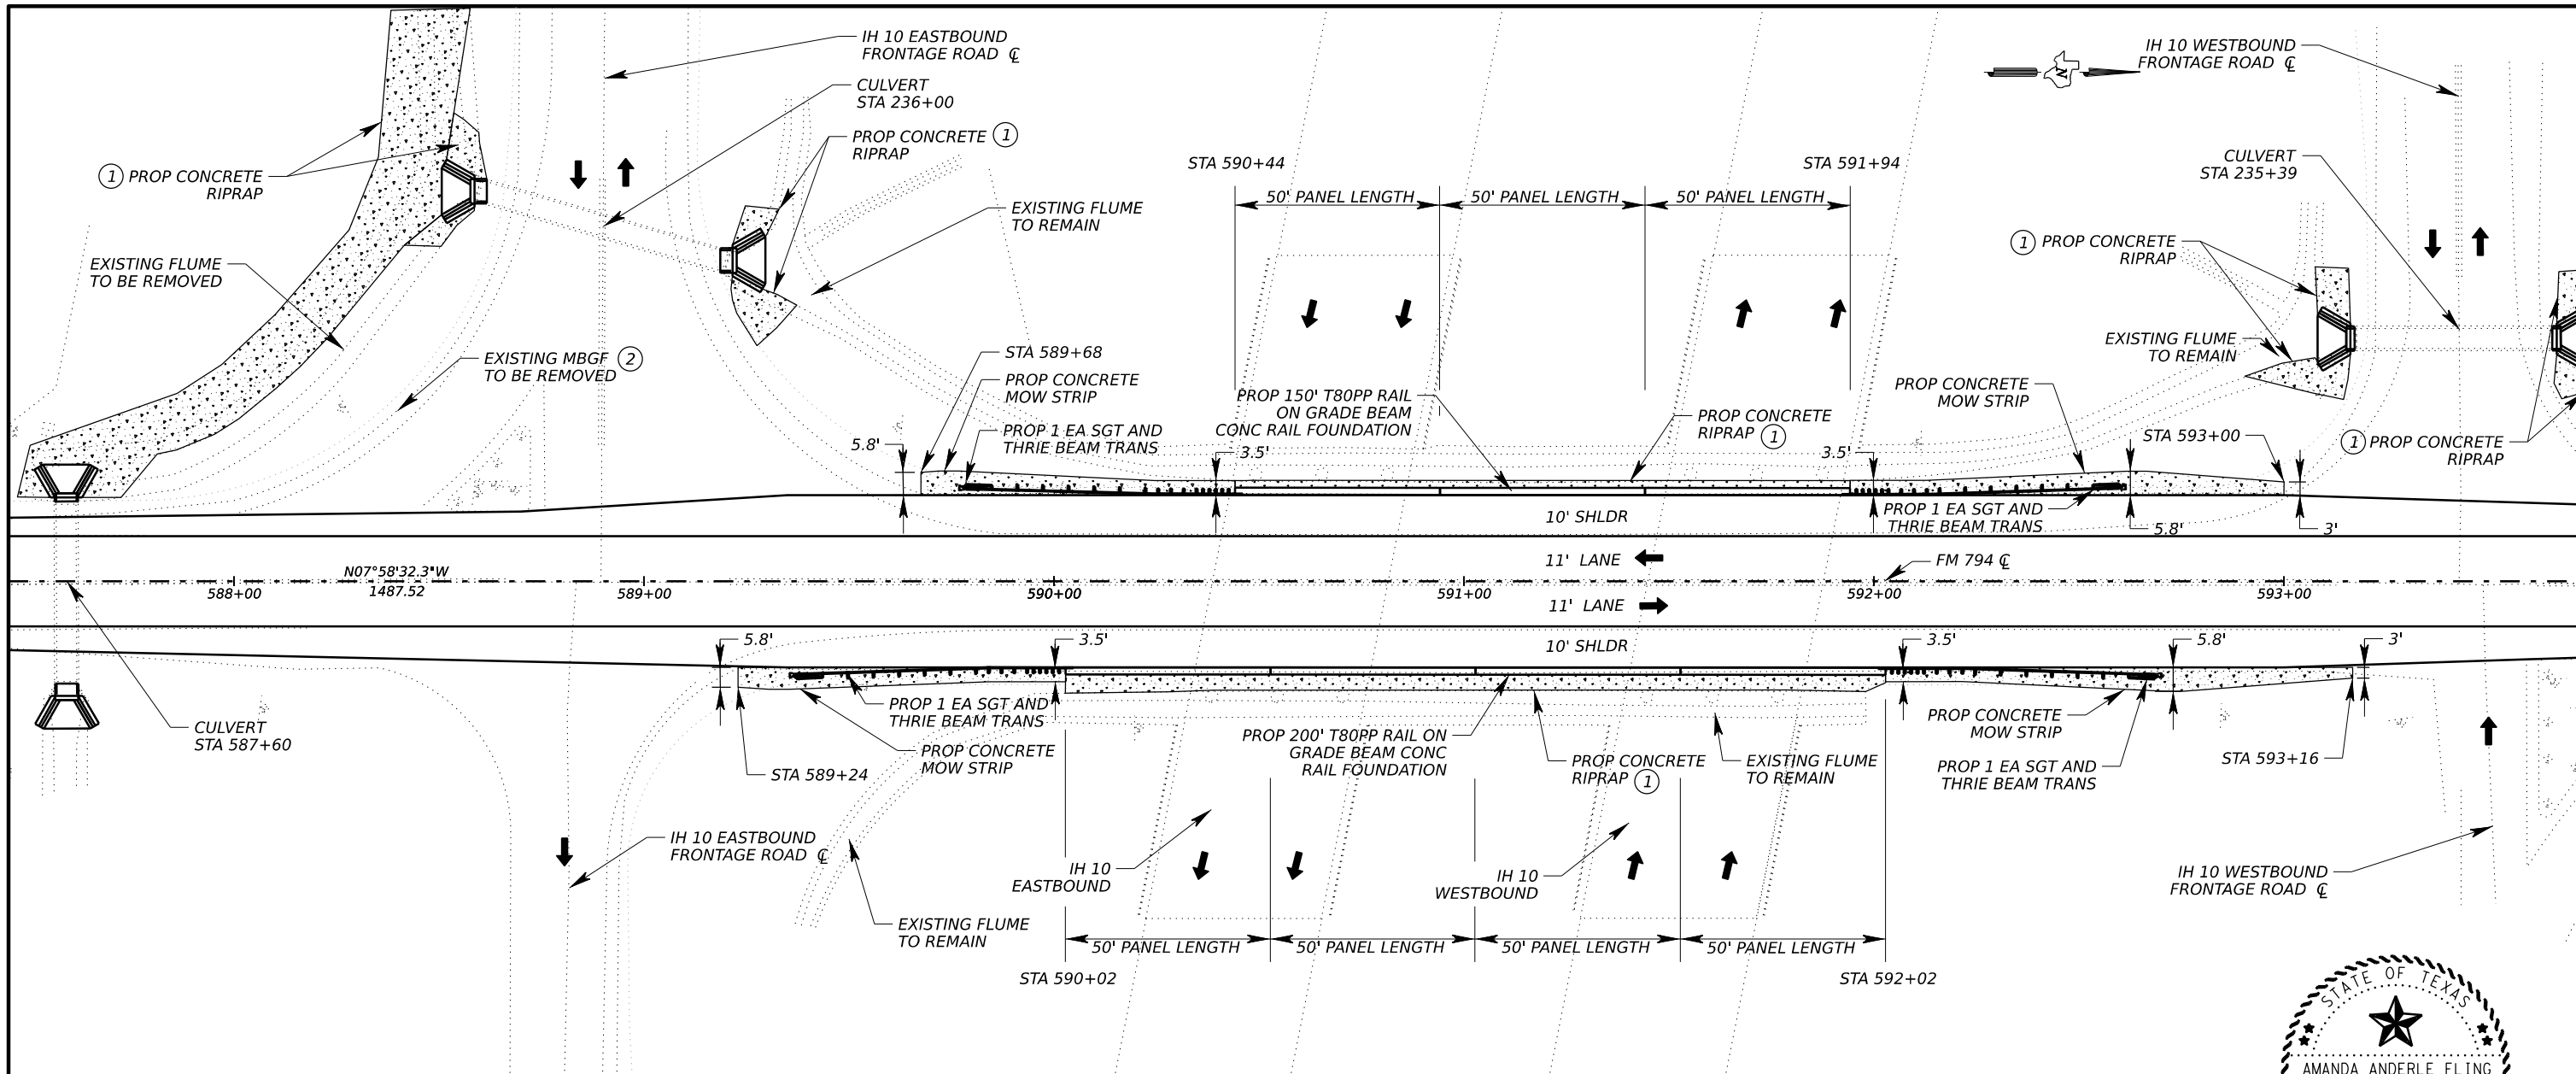 IH 10 EASTBOUND
FRONTAGE ROAD ℄
CULVERT
STA 236+00
PROP CONCRETE 1
RIPRAP
1 PROP CONCRETE
RIPRAP
EXISTING FLUME
TO REMAIN
EXISTING FLUME
TO BE REMOVED
EXISTING MBGF 2
TO BE REMOVED
STA 589+68
PROP CONCRETE
MOW STRIP
PROP 1 EA SGT AND
THRIE BEAM TRANS
5.8'
3.5'
STA 590+44
STA 591+94
50' PANEL LENGTH
50' PANEL LENGTH
50' PANEL LENGTH
PROP 150' T80PP RAIL
ON GRADE BEAM
CONC RAIL FOUNDATION
PROP CONCRETE
RIPRAP 1
3.5'
N
IH 10 WESTBOUND
FRONTAGE ROAD ℄
CULVERT
STA 235+39
1 PROP CONCRETE
RIPRAP
EXISTING FLUME
TO REMAIN
PROP CONCRETE
MOW STRIP
STA 593+00
1 PROP CONCRETE
RIPRAP
PROP 1 EA SGT AND
THRIE BEAM TRANS
5.8'
3'
10' SHLDR
11' LANE
FM 794 ℄
N07°58'32.3"W
1487.52
588+00
589+00
590+00
591+00
592+00
593+00
11' LANE
10' SHLDR
5.8'
3.5'
3.5'
5.8'
3'
CULVERT
STA 587+60
PROP 1 EA SGT AND
THRIE BEAM TRANS
PROP CONCRETE
MOW STRIP
STA 589+24
PROP 200' T80PP RAIL ON
GRADE BEAM CONC
RAIL FOUNDATION
PROP CONCRETE
RIPRAP 1
EXISTING FLUME
TO REMAIN
PROP CONCRETE
MOW STRIP
PROP 1 EA SGT AND
THRIE BEAM TRANS
STA 593+16
IH 10 EASTBOUND
FRONTAGE ROAD ℄
EXISTING FLUME
TO REMAIN
IH 10
EASTBOUND
IH 10
WESTBOUND
IH 10 WESTBOUND
FRONTAGE ROAD ℄
50' PANEL LENGTH
50' PANEL LENGTH
50' PANEL LENGTH
50' PANEL LENGTH
STA 590+02
STA 592+02
STATE OF TEXAS
AMANDA ANDERLE FLING